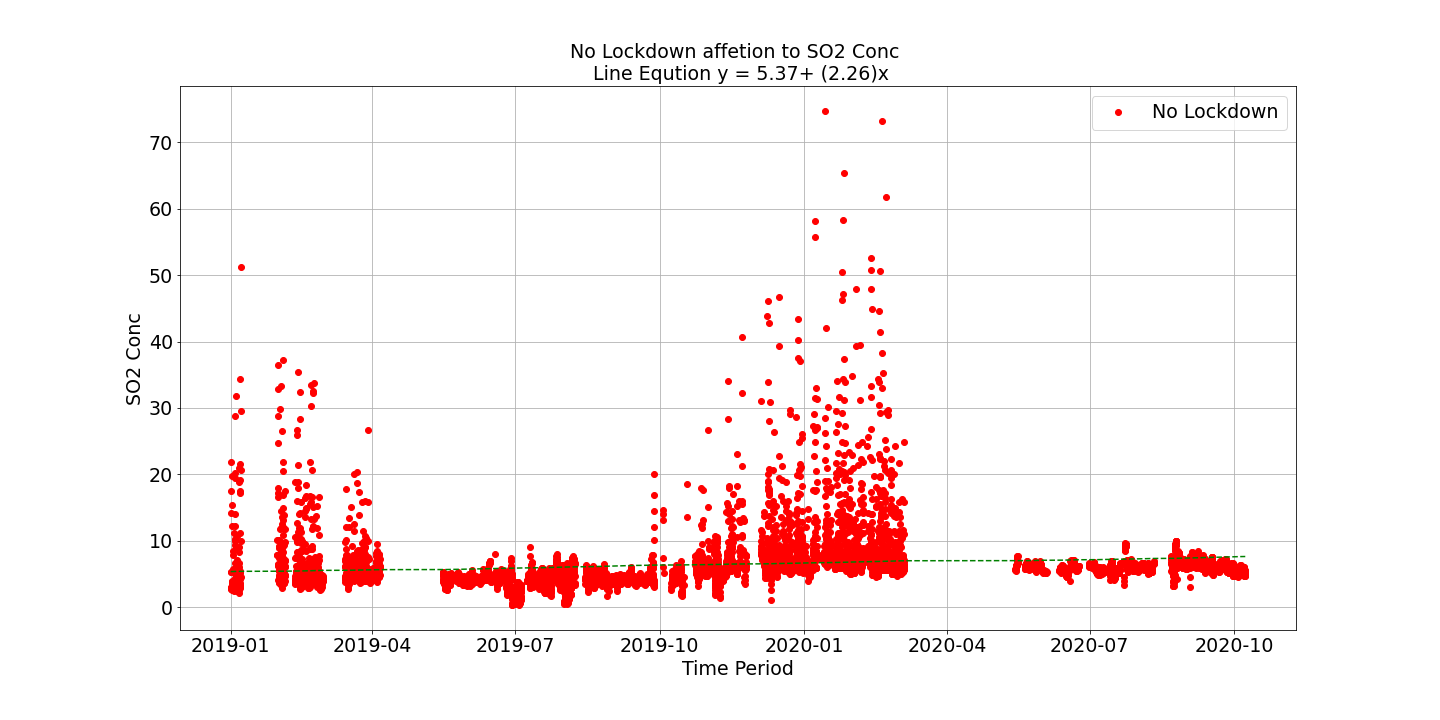 No Lockdown affetion to SO2 Conc
Line Eqution y = 5.37+ (2.26)x
No Lockdown
70
60
50
40
30
20
10
0
SO2 Conc
2019-01 2019-04 2019-07 2019-10 2020-01 2020-04 2020-07 2020-10
Time Period